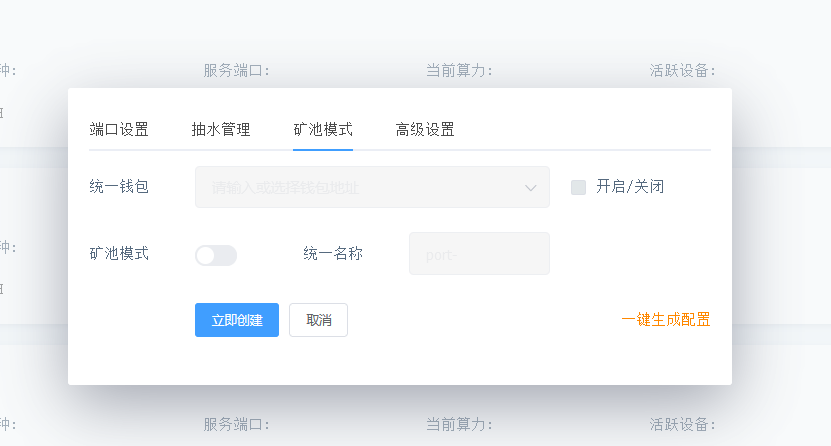 种: 服务端口: 当前算力: 活跃设备:
端口设置 抽水管理 矿池模式 高级设置
统一钱包 请输入或选择钱包地址 开启/关闭
种:
矿池模式 统一名称 port-
立即创建 取消 一键生成配置
种: 服务端口: 当前算力: 活跃设备: